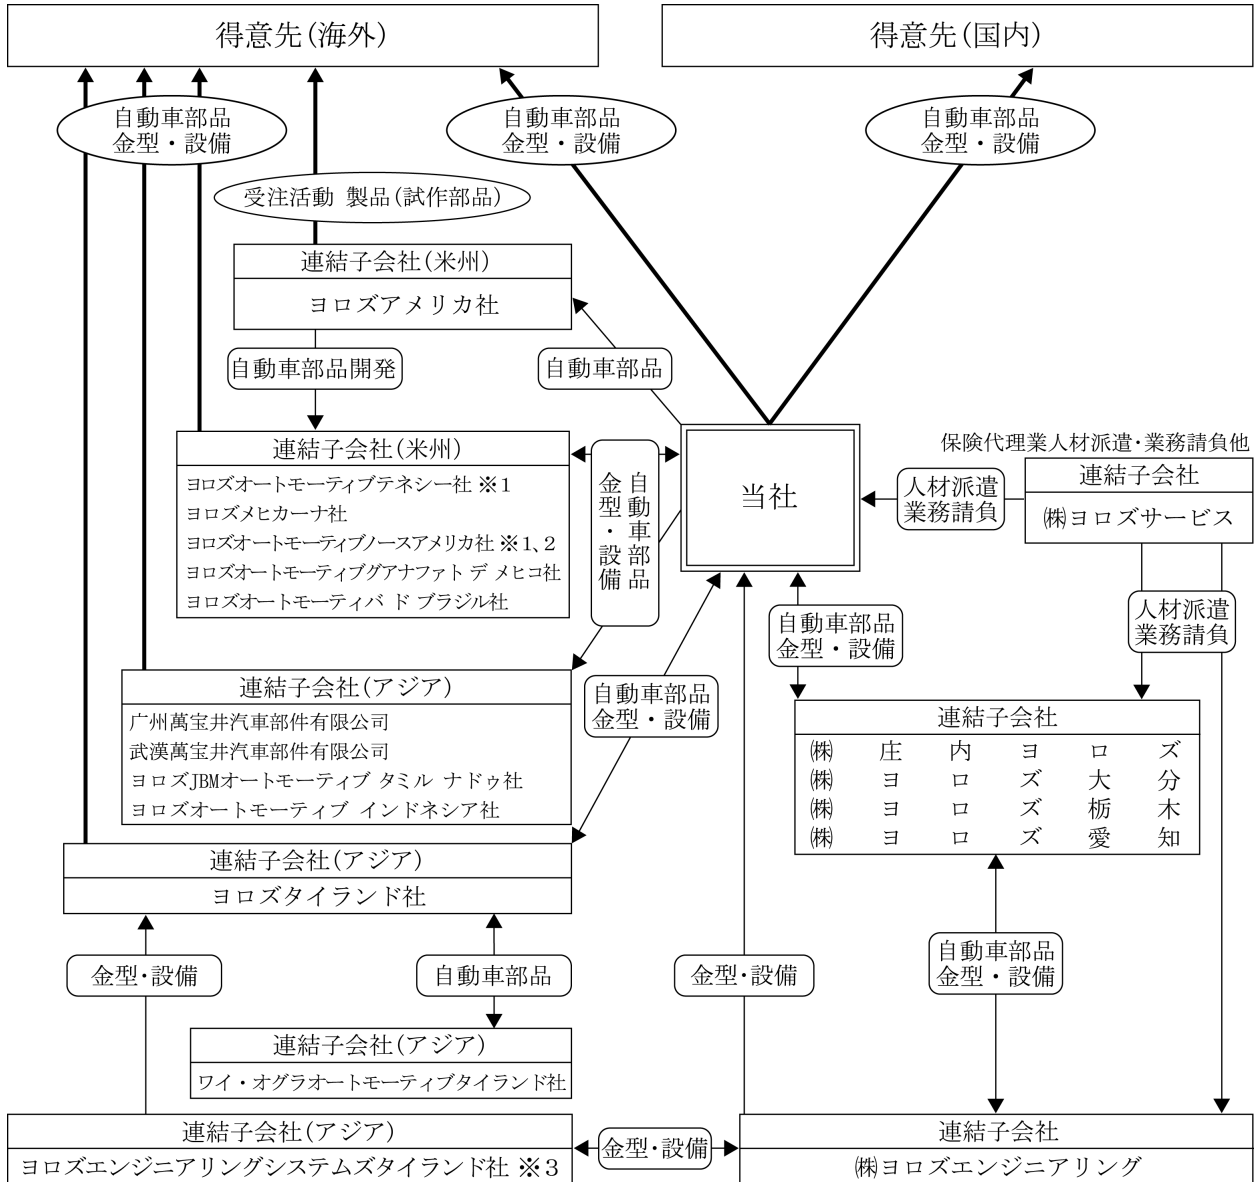 得意先(海外)
得意先(国内)
自動車部品
金型・設備
自動車部品
金型・設備
自動車部品
金型・設備
受注活動 製品(試作部品)
連結子会社(米州)
ヨロズアメリカ社
自動車部品開発
自動車部品
連結子会社(米州)
ヨロズオートモーティブテネシー社 ※1
ヨロズメヒカーナ社
ヨロズオートモーティブノースアメリカ社 ※1、2
ヨロズオートモーティブグアナファト デ メヒコ社
ヨロズオートモーティバ ド ブラジル社
自動車部品
金型・設備
当社
保険代理業人材派遣・業務請負他
連結子会社
㈱ヨロズサービス
人材派遣
業務請負
人材派遣
業務請負
自動車部品
金型・設備
連結子会社(アジア)
广州萬宝井汽車部件有限公司
武漢萬宝井汽車部件有限公司
ヨロズJBMオートモーティブ タミル ナドゥ社
ヨロズオートモーティブ インドネシア社
自動車部品
金型・設備
連結子会社
㈱庄内ヨロズ
㈱ヨロズ大分
㈱ヨロズ栃木
㈱ヨロズ愛知
連結子会社(アジア)
ヨロズタイランド社
金型・設備
自動車部品
金型・設備
自動車部品
金型・設備
連結子会社(アジア)
ワイ・オグラオートモーティブタイランド社
連結子会社(アジア)
ヨロズエンジニアリングシステムズタイランド社 ※3
金型・設備
連結子会社
㈱ヨロズエンジニアリング